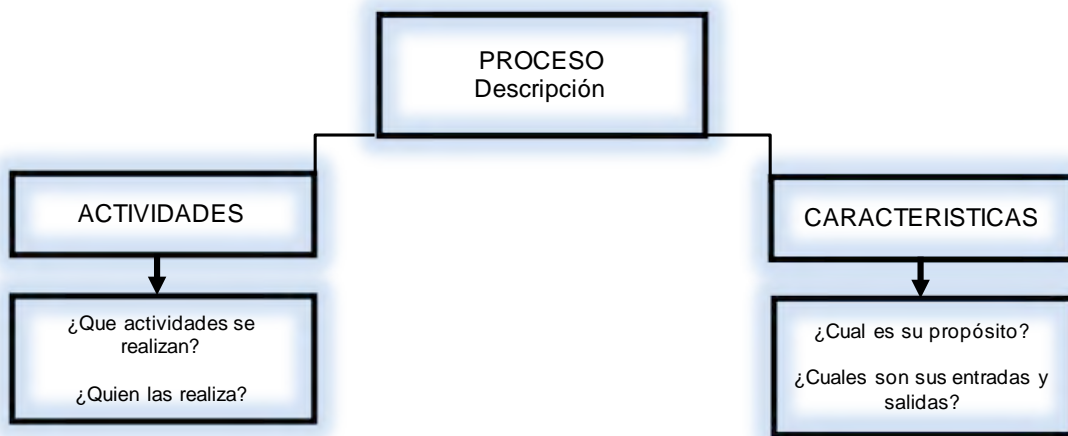 PROCESO
Descripción
ACTIVIDADES
¿Que actividades se
realizan?
¿Quien las realiza?
CARACTERISTICAS
¿Cual es su propósito?
¿Cuales son sus entradas y
salidas?